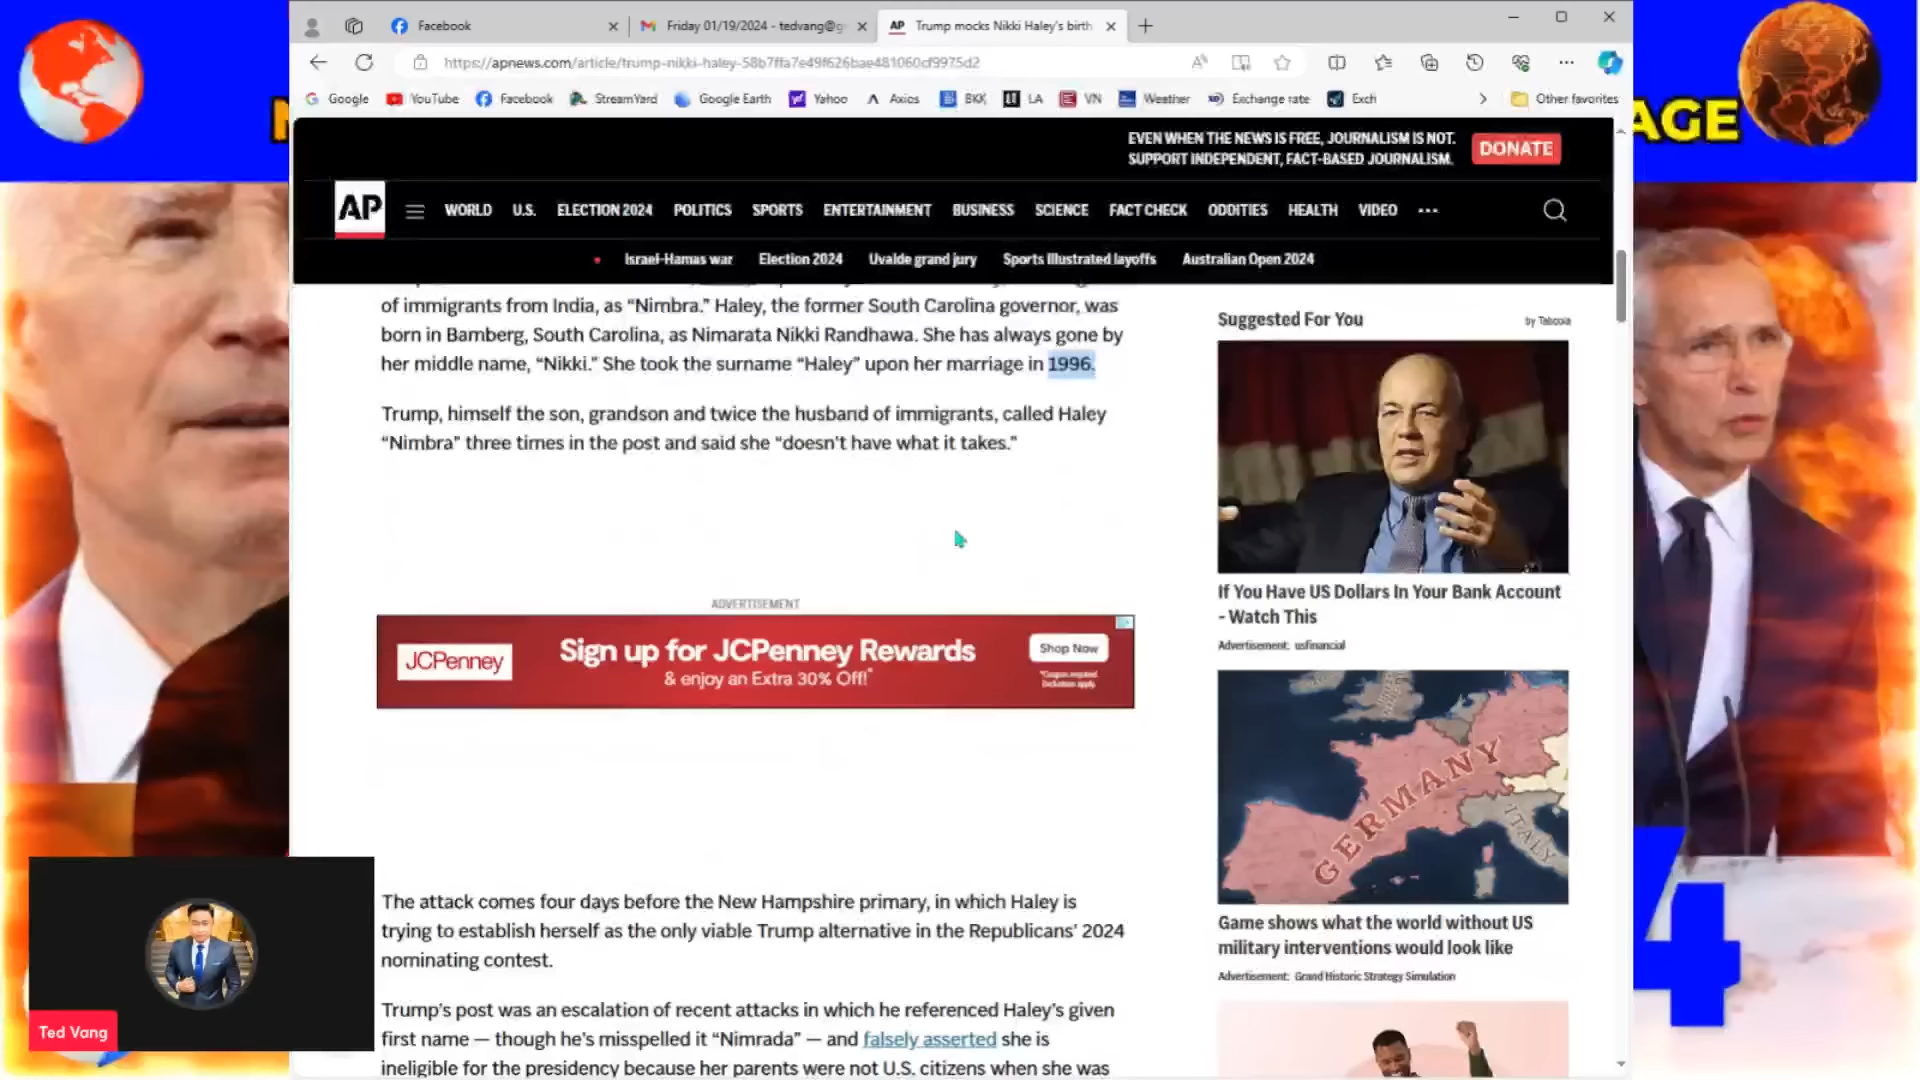 Facebook
Friday 01/19/2024 - tedvang@g
AP
Trump mocks Nikki Haley's birth
https://apnews.com/article/trump-nikki-haley-58b7ffa7e49f626bae481060cf9975d2
Google
YouTube
Facebook
StreamYard
Google Earth
Yahoo
Axios
BKK
LA
VN
Weather
Exchange rate
Exch
Other favorites
AGE
EVEN WHEN THE NEWS IS FREE, JOURNALISM IS NOT.
SUPPORT INDEPENDENT, FACT-BASED JOURNALISM.
DONATE
AP
WORLD
U.S.
ELECTION 2024
POLITICS
SPORTS
ENTERTAINMENT
BUSINESS
SCIENCE
FACT CHECK
ODDITIES
HEALTH
VIDEO
Israel-Hamas war
Election 2024
Uvalde grand jury
Sports Illustrated layoffs
Australian Open 2024
of immigrants from India, as “Nimbra.” Haley, the former South Carolina governor, was
born in Bamberg, South Carolina, as Nimarata Nikki Randhawa. She has always gone by
her middle name, “Nikki.” She took the surname “Haley” upon her marriage in 1996.
Trump, himself the son, grandson and twice the husband of immigrants, called Haley
“Nimbra” three times in the post and said she “doesn’t have what it takes.”
ADVERTISEMENT
JCPenney
Sign up for JCPenney Rewards
& enjoy an Extra 30% Off!*
Shop Now
*Coupon required.
Exclusions apply.
The attack comes four days before the New Hampshire primary, in which Haley is
trying to establish herself as the only viable Trump alternative in the Republicans’ 2024
nominating contest.
Trump’s post was an escalation of recent attacks in which he referenced Haley’s given
first name — though he’s misspelled it “Nimrada” — and falsely asserted she is
ineligible for the presidency because her parents were not U.S. citizens when she was
Suggested For You
by Taboola
If You Have US Dollars In Your Bank Account
- Watch This
Advertisement: usfinancial
GERMANY
ITALY
Game shows what the world without US
military interventions would look like
Advertisement: Grand Historic Strategy Simulation
4
Ted Vang